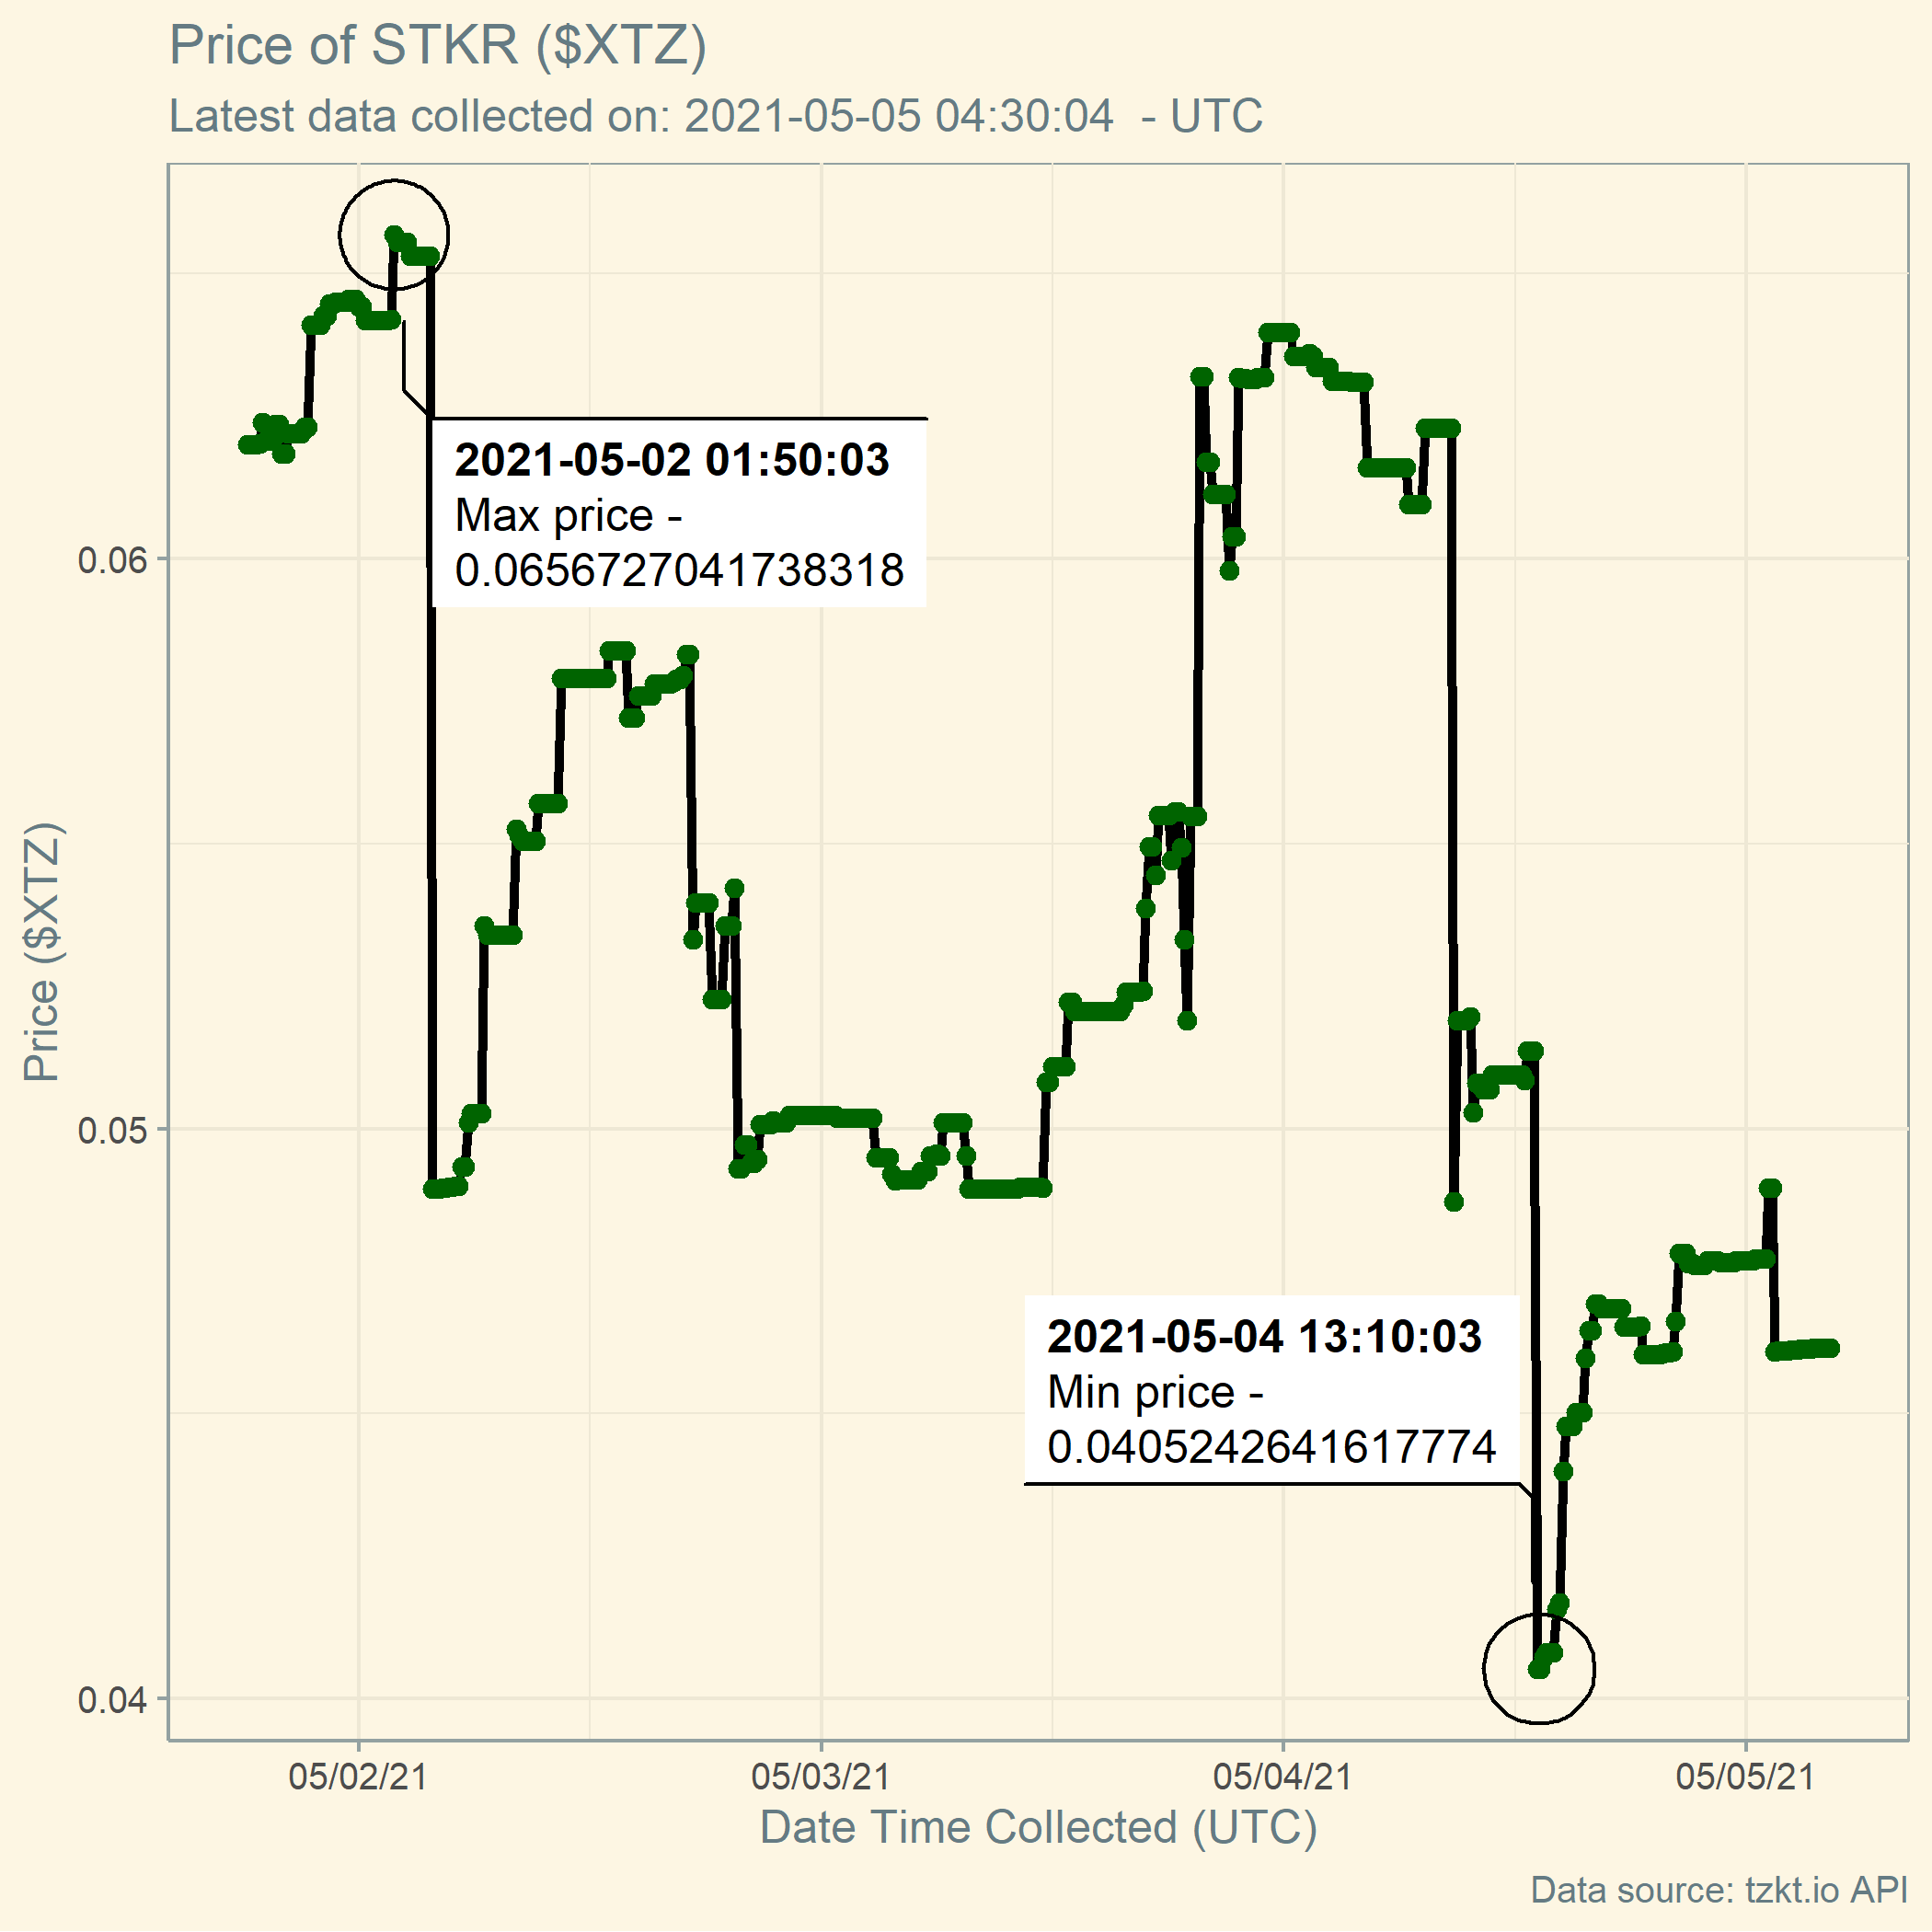 Price of STKR ($XTZ)
Latest data collected on: 2021-05-05 04:30:04  - UTC
2021-05-02 01:50:03
Max price -
0.0656727041738318
0.06
Price ($XTZ)
0.05
2021-05-04 13:10:03
Min price -
0.0405242641617774
0.04
05/02/21
05/03/21
05/04/21
05/05/21
Date Time Collected (UTC)
Data source: tzkt.io API